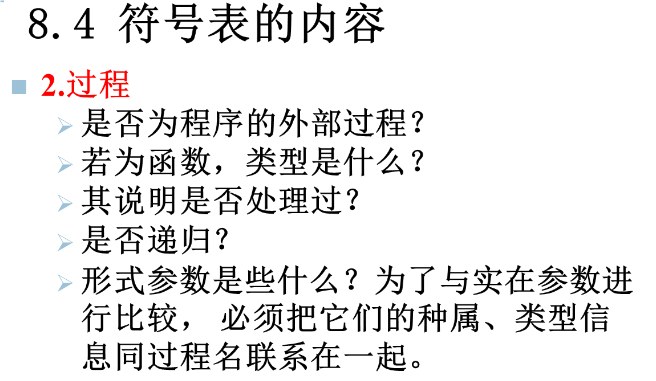 8.4 符号表的内容
2.过程
是否为程序的外部过程?
若为函数，类型是什么?
其说明是否处理过?
是否递归?
形式参数是些什么? 为了与实在参数进
行比较， 必须把它们的种属、类型信
息同过程名联系在一起。